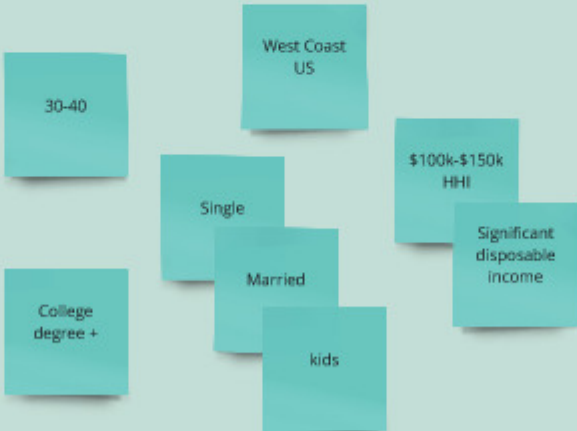 West Coast
US
30-40
$100k-$150k
HHI
Single
Significant
disposable
income
Married
College
degree +
kids